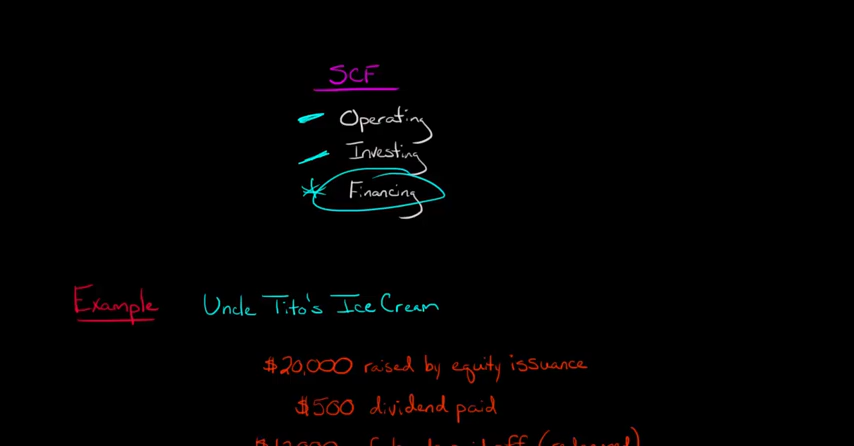 SCF
Operating
Investing
Financing
Example Uncle Tito's Ice Cream
$20,000 raised by equity issuance
$500 dividend paid